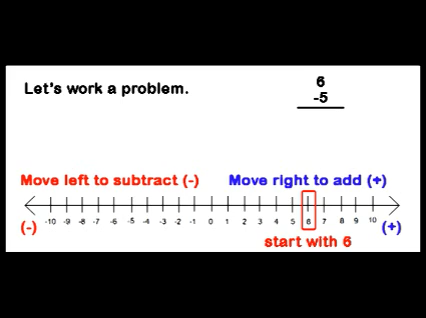 Let's work a problem.
6
-5
Move left to subtract (-)
Move right to add (+)
-10 -9 -8 -7 -6 -5 -4 -3 -2 -1 0 1 2 3 4 5 6 7 8 9 10
(-)
(+)
start with 6